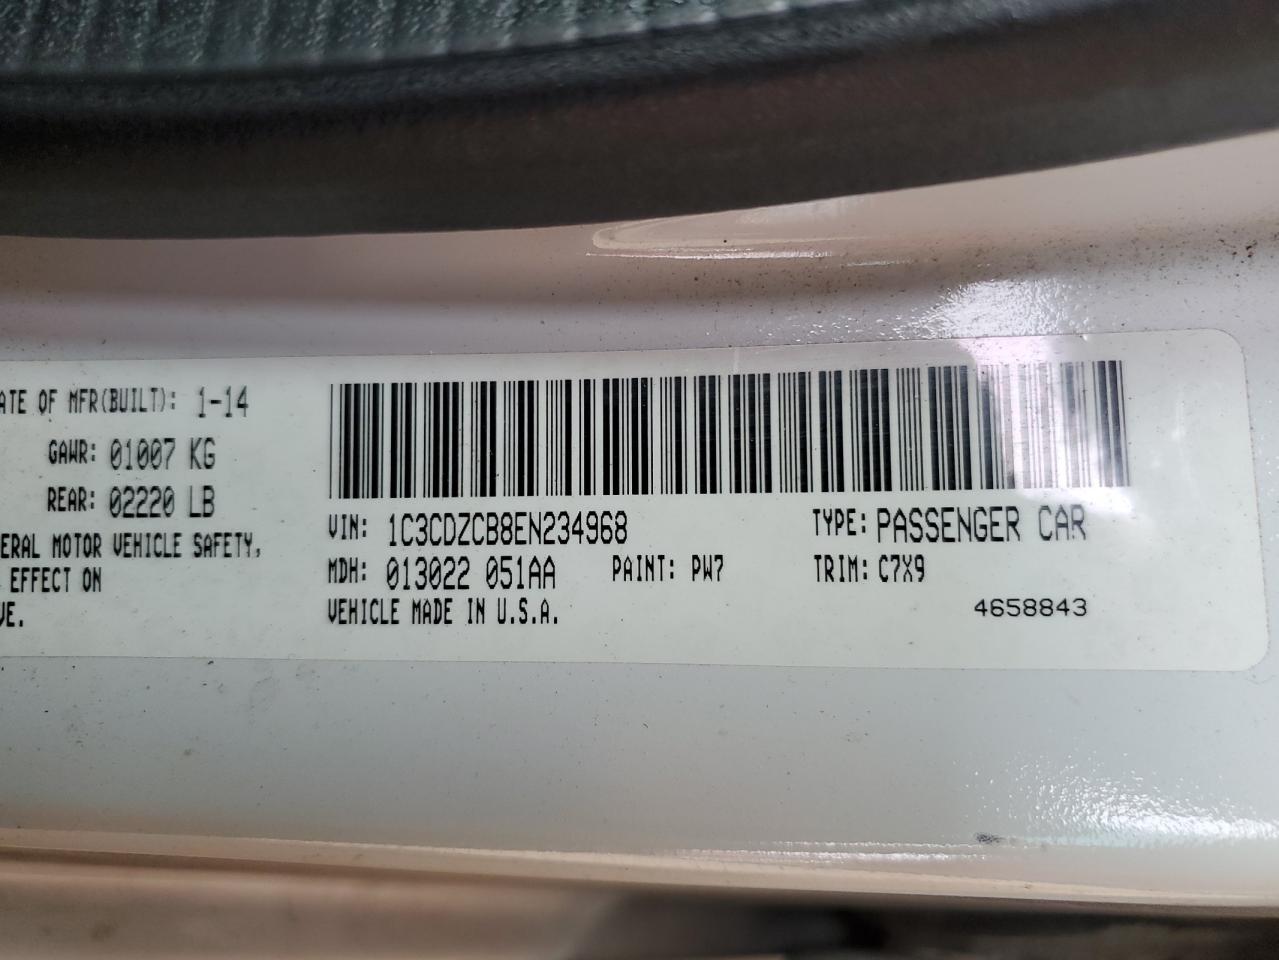 ATE OF MFR(BUILT): 1-14
GAWR: 01007 KG
REAR: 02220 LB
ERAL MOTOR VEHICLE SAFETY,
EFFECT ON
VE.
VIN: 1C3CDZCB8EN234968 TYPE: PASSENGER CAR
MDH: 013022 051AA PAINT: PW7 TRIM: C7X9
VEHICLE MADE IN U.S.A. 4658843